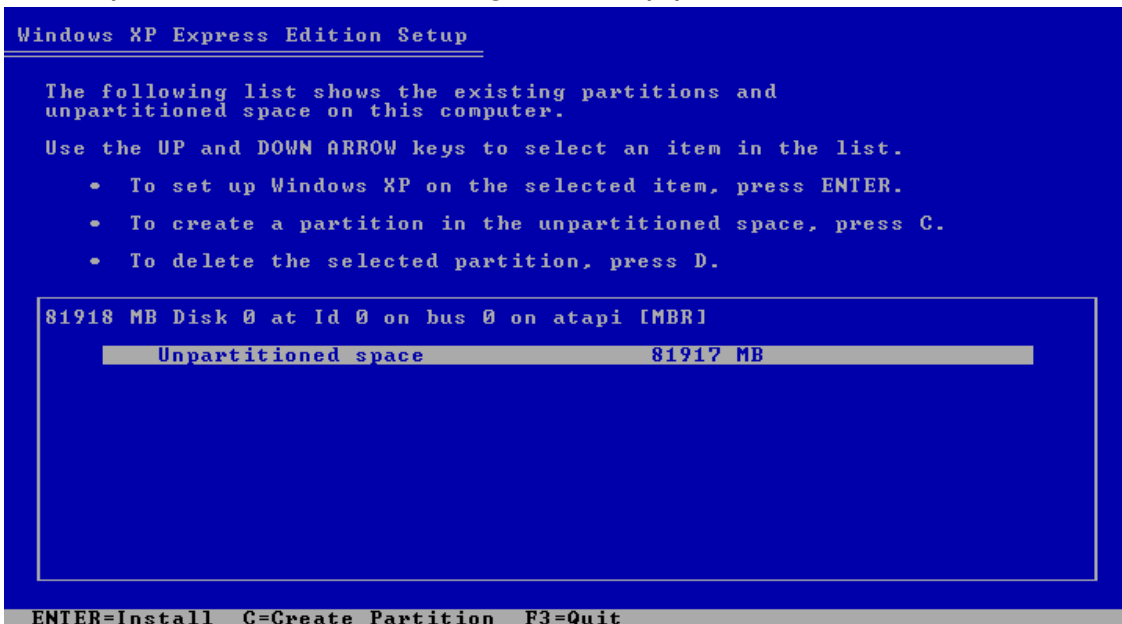 Windows XP Express Edition Setup
The following list shows the existing partitions and
unpartitioned space on this computer.
Use the UP and DOWN ARROW keys to select an item in the list.
• To set up Windows XP on the selected item, press ENTER.
• To create a partition in the unpartitioned space, press C.
• To delete the selected partition, press D.
81918 MB Disk 0 at Id 0 on bus 0 on atapi [MBR]
Unpartitioned space 81917 MB
ENTER=Install C=Create Partition F3=Quit